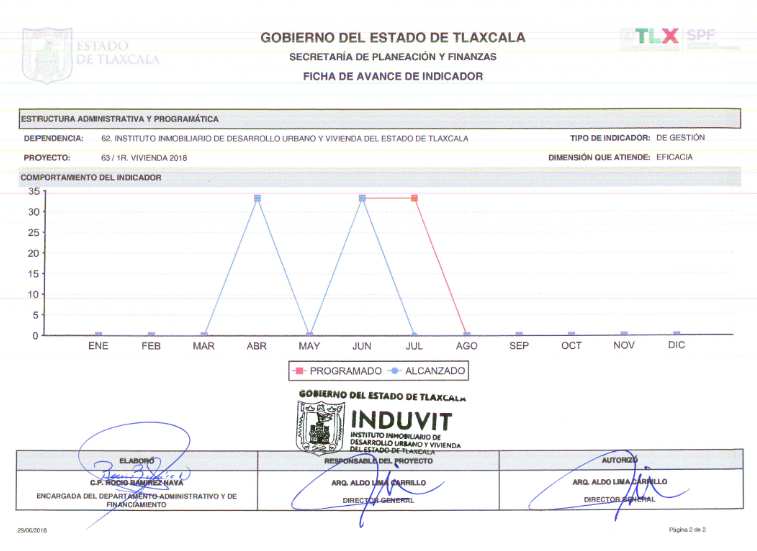 GOBIERNO DEL ESTADO DE TLAXCALA
SECRETARÍA DE PLANEACIÓN Y FINANZAS
FICHA DE AVANCE DE INDICADOR
ESTADO
DE TLAXCALA
TLX SPF
ESTRUCTURA ADMINISTRATIVA Y PROGRAMÁTICA
DEPENDENCIA: 62. INSTITUTO INMOBILIARIO DE DESARROLLO URBANO Y VIVIENDA DEL ESTADO DE TLAXCALA TIPO DE INDICADOR: DE GESTIÓN
PROYECTO: 63 / 1R. VIVIENDA 2018 DIMENSIÓN QUE ATIENDE: EFICACIA
COMPORTAMIENTO DEL INDICADOR
35
30
25
20
15
10
5
0
ENE FEB MAR ABR MAY JUN JUL AGO SEP OCT NOV DIC
PROGRAMADO ALCANZADO
GOBIERNO DEL ESTADO DE TLAXCALA
INDUVIT
INSTITUTO INMOBILIARIO DE
DESARROLLO URBANO Y VIVIENDA
DEL ESTADO DE TLAXCALA
ELABORÓ RESPONSABLE DEL PROYECTO AUTORIZÓ
C.P. ROCIO RAMIREZ NAVA ARQ. ALDO LIMA CARRILLO ARQ. ALDO LIMA CARRILLO
ENCARGADA DEL DEPARTAMENTO ADMINISTRATIVO Y DE
FINANCIAMIENTO
DIRECTOR GENERAL DIRECTOR GENERAL
29/06/2018 Página 2 de 2